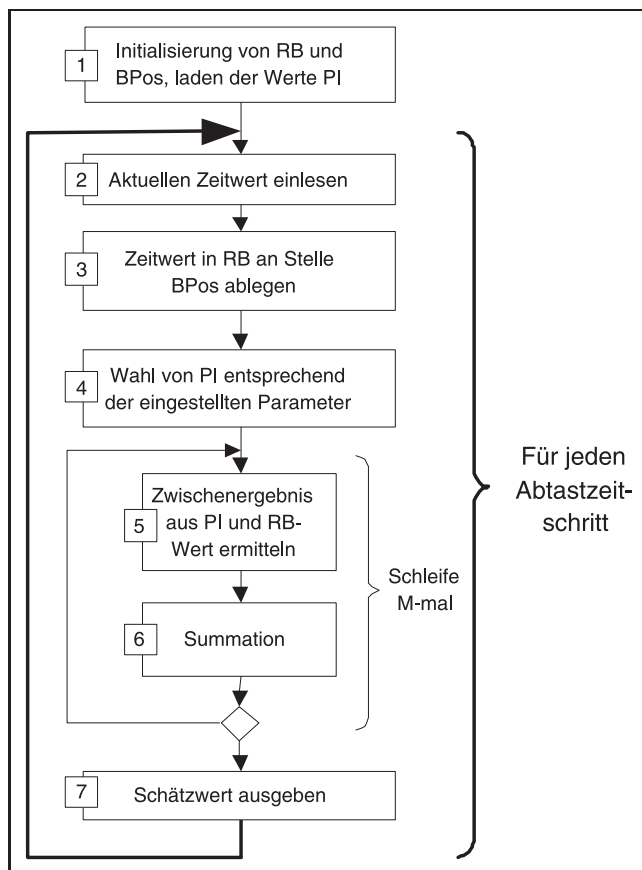 1
Initialisierung von RB und
BPos, laden der Werte PI
2
Aktuellen Zeitwert einlesen
3
Zeitwert in RB an Stelle
BPos ablegen
4
Wahl von PI entsprechend
der eingestellten Parameter
5
Zwischenergebnis
aus PI und RB-
Wert ermitteln
6
Summation
Schleife
M-mal
7
Schätzwert ausgeben
Für jeden
Abtastzeit-
schritt